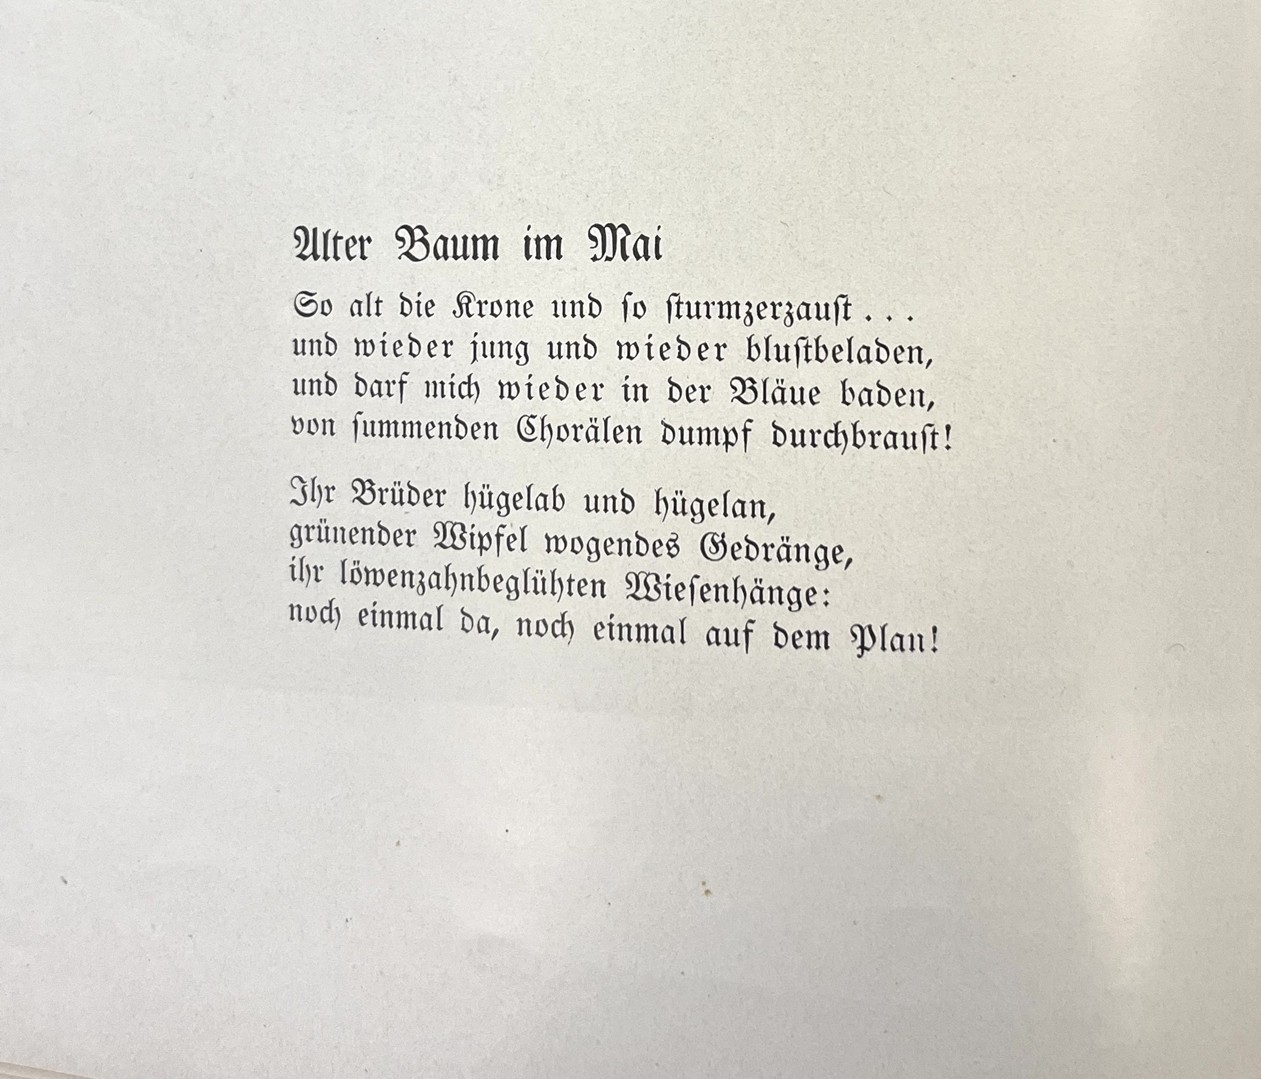 Alter Baum im Mai
So alt die Krone und so sturmzerzaust . . .
und wieder jung und wieder blustbeladen,
und darf mich wieder in der Bläue baden,
von summenden Chorälen dumpf durchbraust!
Ihr Brüder hügelab und hügelan,
grünender Wipfel wogendes Gedränge,
ihr löwenzahnbeglühten Wiesenhänge:
noch einmal da, noch einmal auf dem Plan!